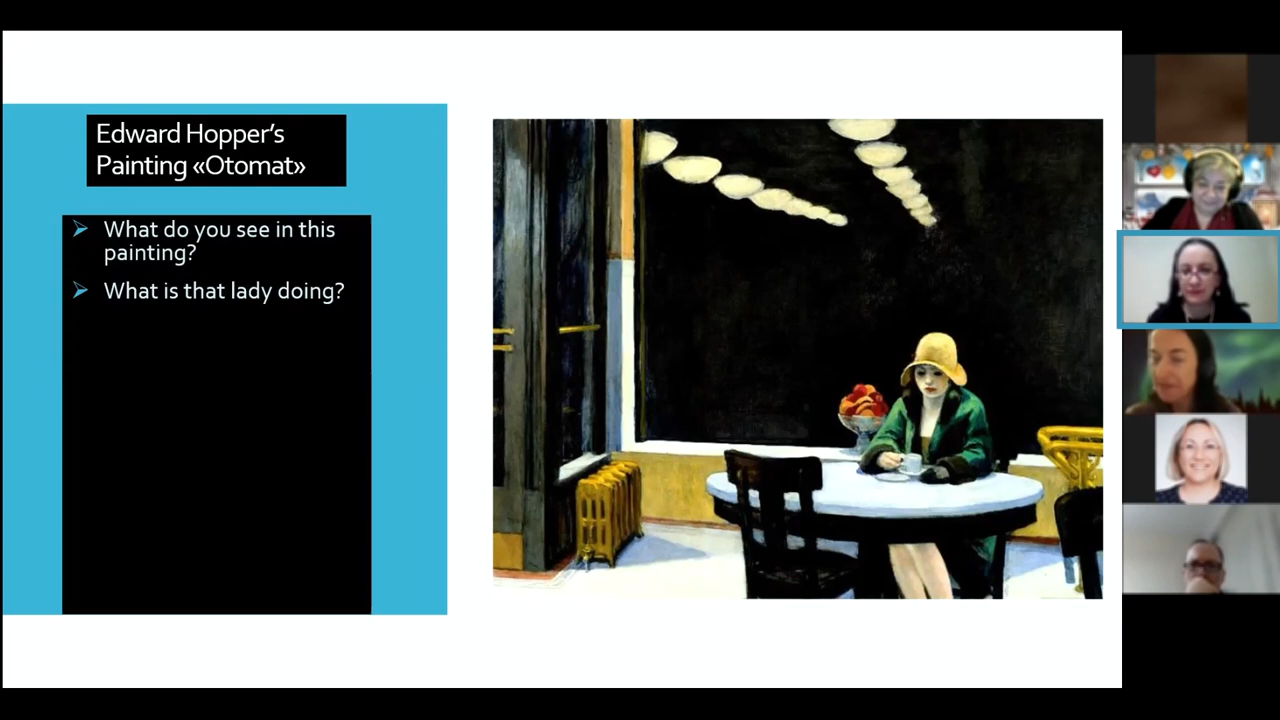 Edward Hopper's
Painting «Otomat»
What do you see in this
painting?
What is that lady doing?